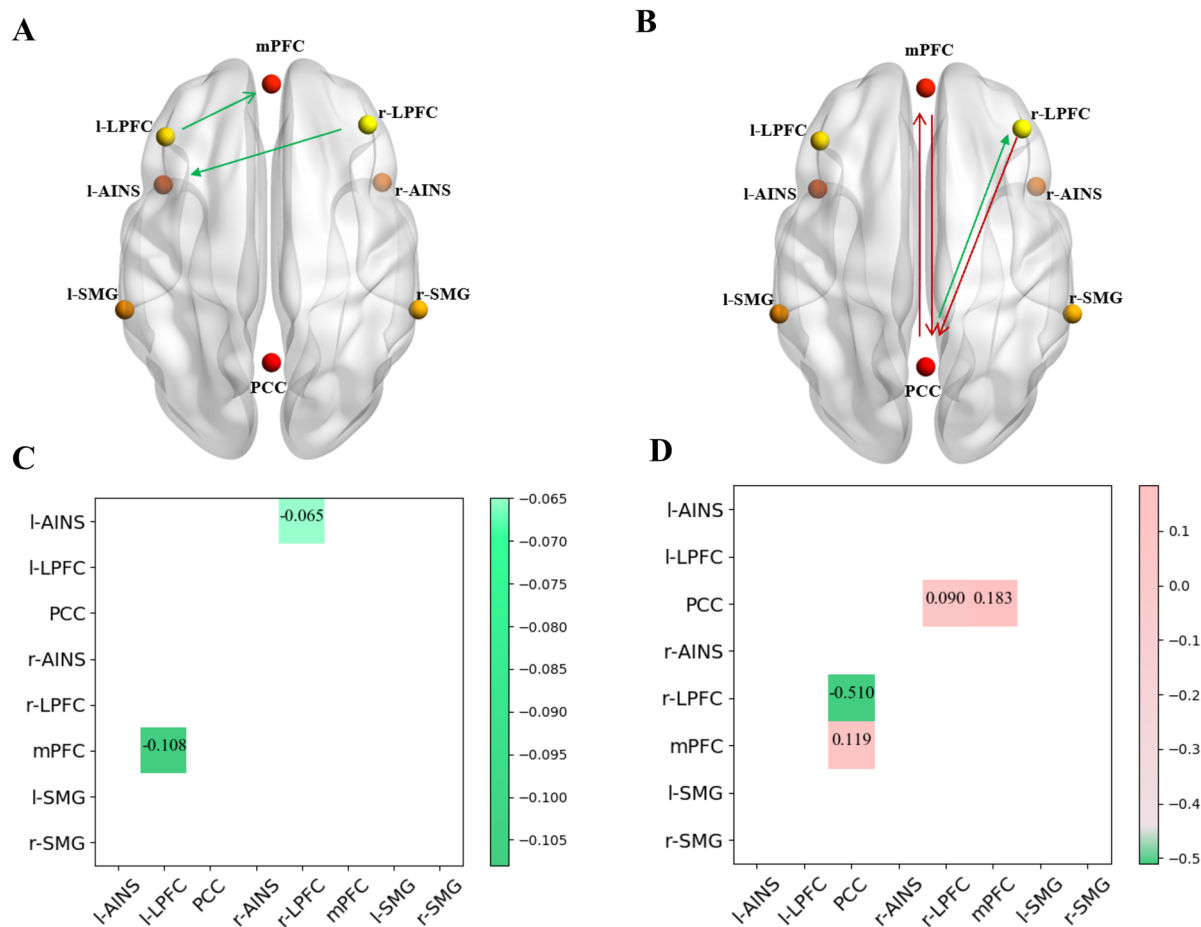 A
B
mPFC
mPFC
l-LPFC
r-LPFC
l-LPFC
r-LPFC
l-AINS
r-AINS
l-AINS
r-AINS
l-SMG
r-SMG
l-SMG
r-SMG
PCC
PCC
C
D
l-AINS
l-LPFC
PCC
r-AINS
r-LPFC
mPFC
l-SMG
r-SMG
-0.065
-0.108
l-AINS
l-LPFC
PCC
r-AINS
r-LPFC
mPFC
l-SMG
r-SMG
−0.065
−0.070
−0.075
−0.080
−0.085
−0.090
−0.095
−0.100
−0.105
l-AINS
l-LPFC
PCC
r-AINS
r-LPFC
mPFC
l-SMG
r-SMG
0.090 0.183
-0.510
0.119
l-AINS
l-LPFC
PCC
r-AINS
r-LPFC
mPFC
l-SMG
r-SMG
0.1
0.0
−0.1
−0.2
−0.3
−0.4
−0.5